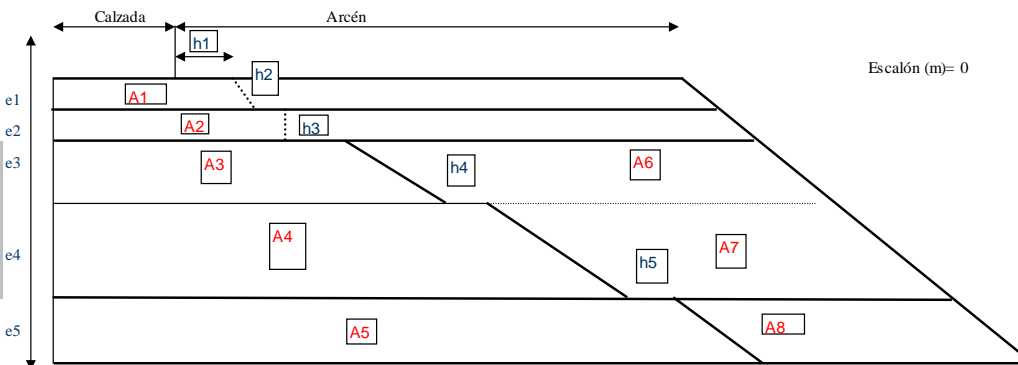 Calzada Arcén
h1
h2 Escalón (m)= 0
A1
e1
A2 h3
e2
e3 A3 h4 A6
A4 A7
e4 h5
A8
e5 A5